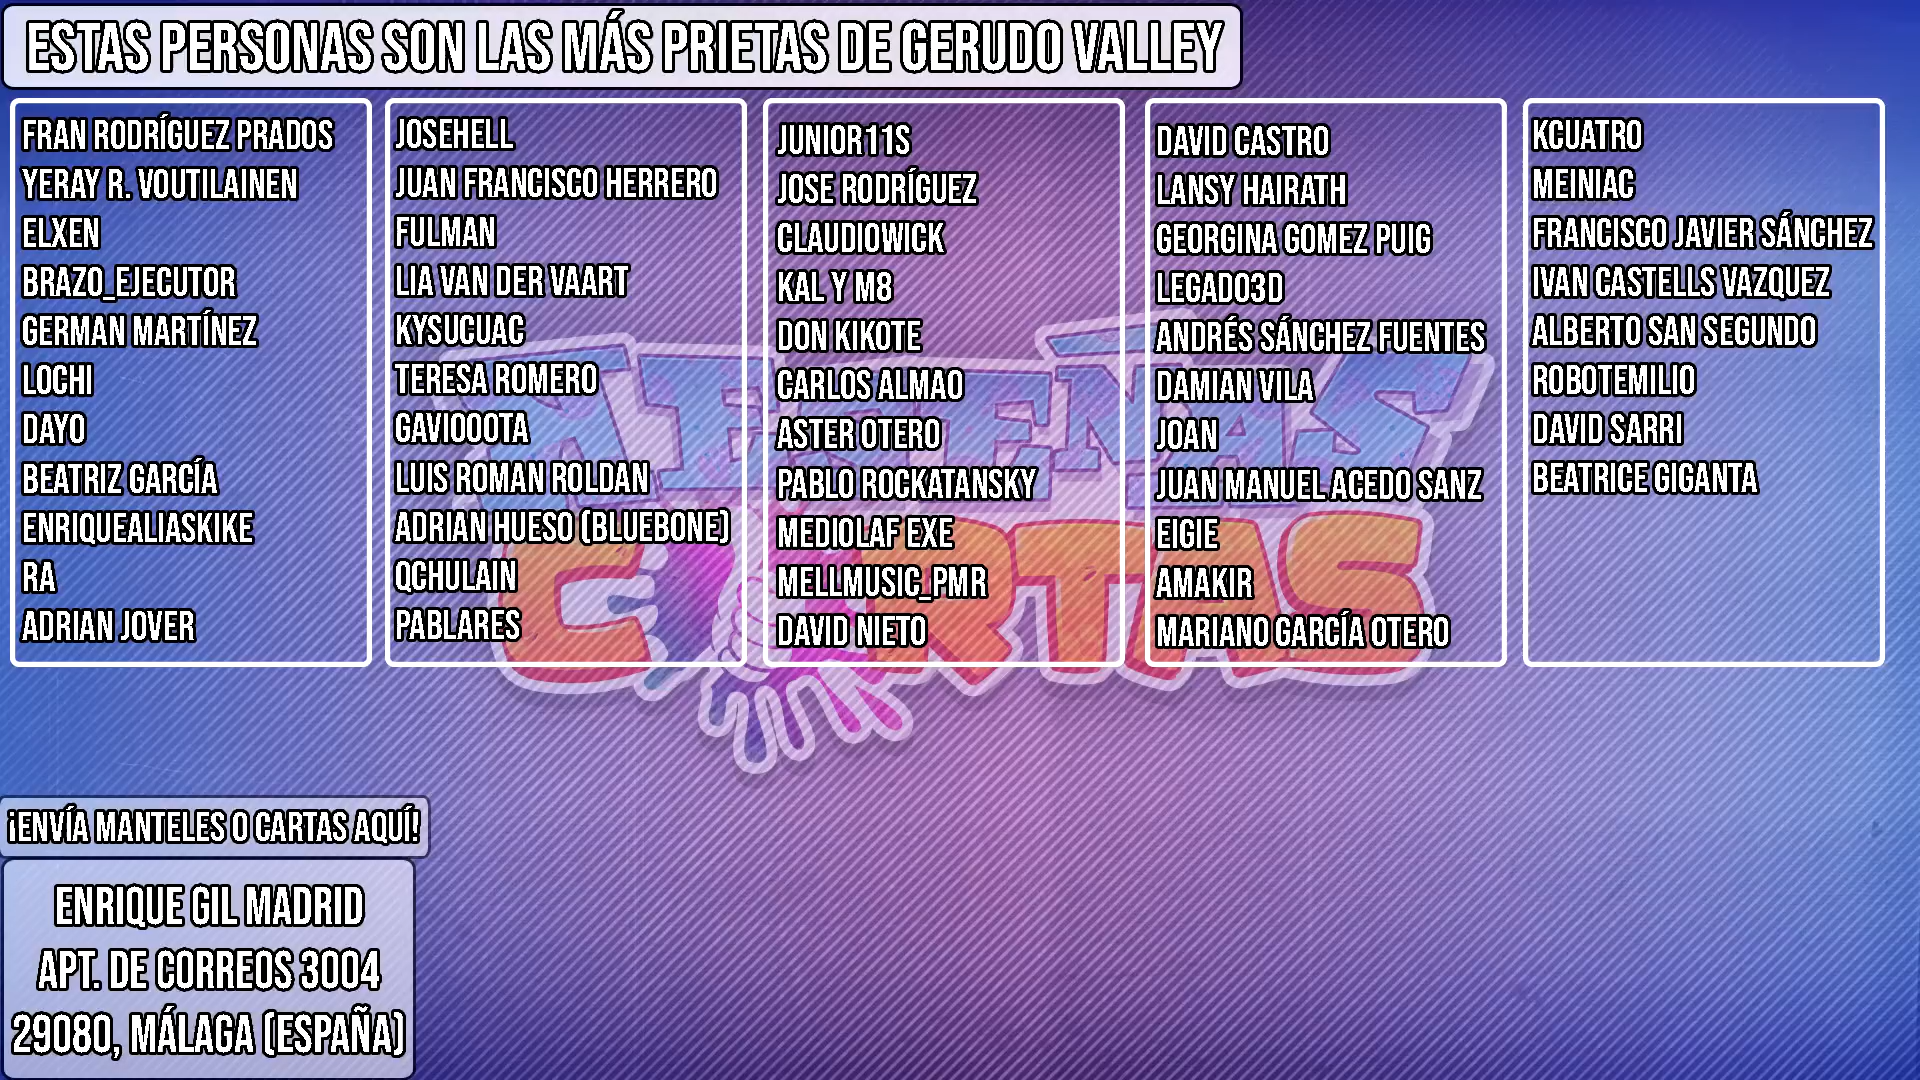 ESTAS PERSONAS SON LAS MÁS PRIETAS DE GERUDO VALLEY
FRAN RODRÍGUEZ PRADOS
YERAY R. VOUTILAINEN
ELXEN
BRAZO_EJECUTOR
GERMAN MARTÍNEZ
LOCHI
DAYO
BEATRIZ GARCÍA
ENRIQUEALIASKIKE
RA
ADRIAN JOVER
JOSEHELL
JUAN FRANCISCO HERRERO
FULMAN
LIA VAN DER VAART
KYSUCUAC
TERESA ROMERO
GAVIOOOTA
LUIS ROMAN ROLDAN
ADRIAN HUESO (BLUEBONE)
QCHULAIN
PABLARES
JUNIOR11S
JOSE RODRÍGUEZ
CLAUDIOWICK
KAL Y M8
DON KIKOTE
CARLOS ALMAO
ASTER OTERO
PABLO ROCKATANSKY
MEDIOLAF EXE
MELLMUSIC_PMR
DAVID NIETO
DAVID CASTRO
LANSY HAIRATH
GEORGINA GOMEZ PUIG
LEGADO3D
ANDRÉS SÁNCHEZ FUENTES
DAMIAN VILA
JOAN
JUAN MANUEL ACEDO SANZ
EIGIE
AMAKIR
MARIANO GARCÍA OTERO
KCUATRO
MEINIAC
FRANCISCO JAVIER SÁNCHEZ
IVAN CASTELLS VAZQUEZ
ALBERTO SAN SEGUNDO
ROBOTEMILIO
DAVID SARRI
BEATRICE GIGANTA
¡ENVÍA MANTELES O CARTAS AQUÍ!
ENRIQUE GIL MADRID
APT. DE CORREOS 3004
29080, MÁLAGA (ESPAÑA)